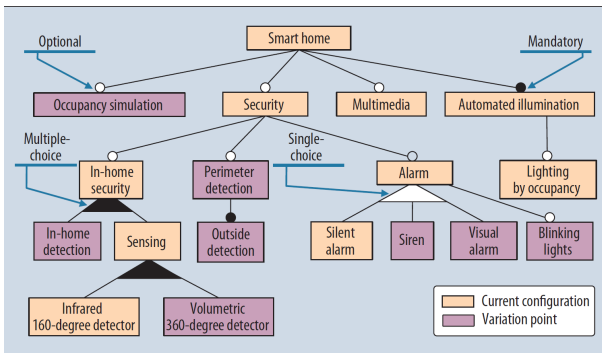 Optional
Smart home
Mandatory
Occupancy simulation
Security
Multimedia
Automated illumination
Multiple-
choice
Single-
choice
In-home
security
Perimeter
detection
Alarm
Lighting
by occupancy
In-home
detection
Sensing
Outside
detection
Silent
alarm
Siren
Visual
alarm
Blinking
lights
Infrared
160-degree detector
Volumetric
360-degree detector
Current configuration
Variation point